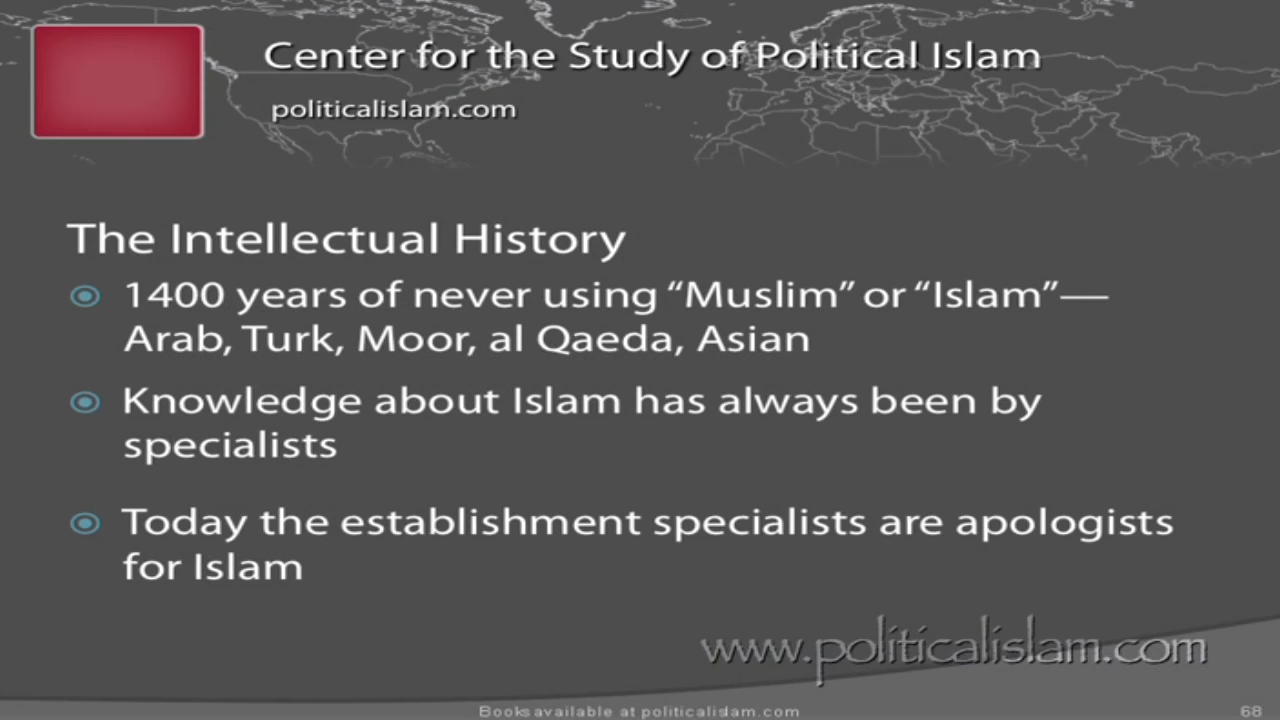 Center for the Study of Political Islam
politicalislam.com
The Intellectual History
1400 years of never using “Muslim” or “Islam”—
Arab, Turk, Moor, al Qaeda, Asian
Knowledge about Islam has always been by
specialists
Today the establishment specialists are apologists
for Islam
www.politicalislam.com
Books available at politicalislam.com
68